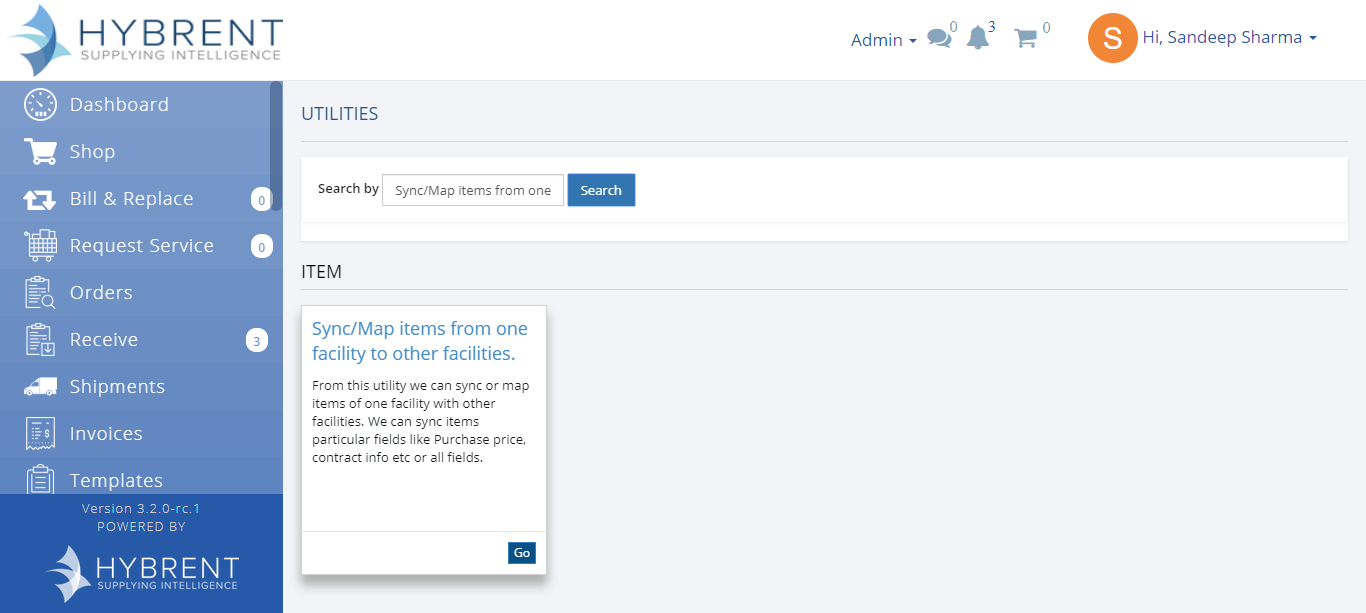 HYBRENT
SUPPLYING INTELLIGENCE
Admin
0
3
0
S
Hi, Sandeep Sharma
Dashboard
Shop
Bill & Replace
0
Request Service
0
Orders
Receive
3
Shipments
Invoices
Templates
Version 3.2.0-rc.1
POWERED BY
HYBRENT
SUPPLYING INTELLIGENCE
UTILITIES
Search by
Sync/Map items from one
Search
ITEM
Sync/Map items from one
facility to other facilities.
From this utility we can sync or map
items of one facility with other
facilities. We can sync items
particular fields like Purchase price,
contract info etc or all fields.
Go